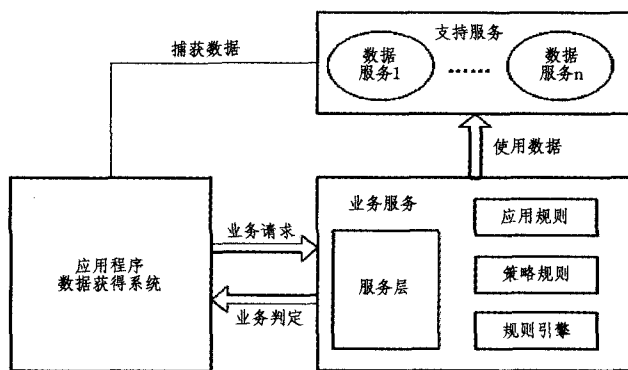 支持服务
捕获数据
数据
服务1
……
数据
服务n
使用数据
业务服务
应用规则
业务请求
应用程序
数据获得系统
服务层
策略规则
业务判定
规则引擎